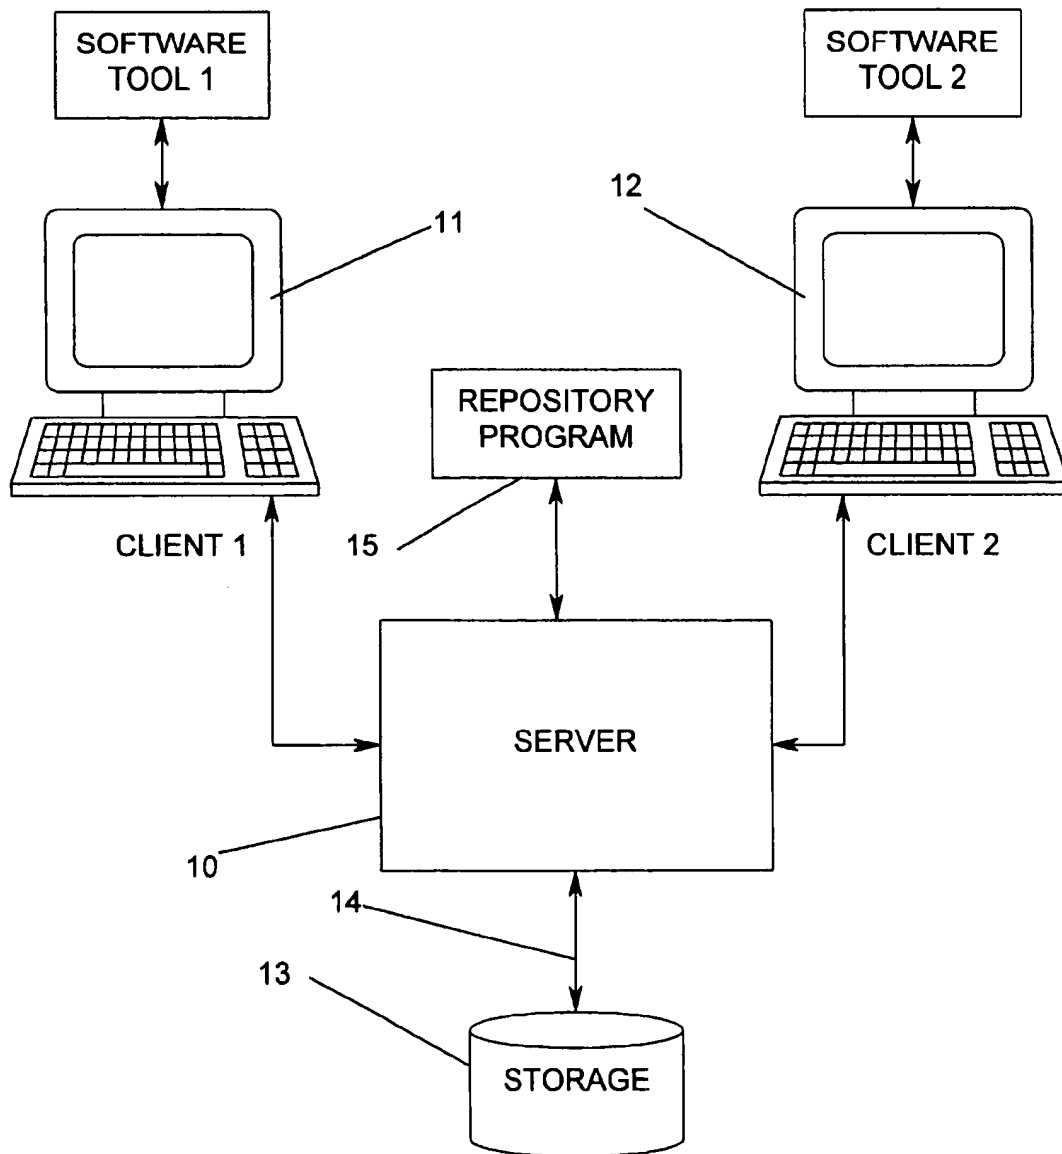 SOFTWARE
TOOL 1
SOFTWARE
TOOL 2
11
12
REPOSITORY
PROGRAM
15
CLIENT 1
CLIENT 2
SERVER
10
14
13
STORAGE